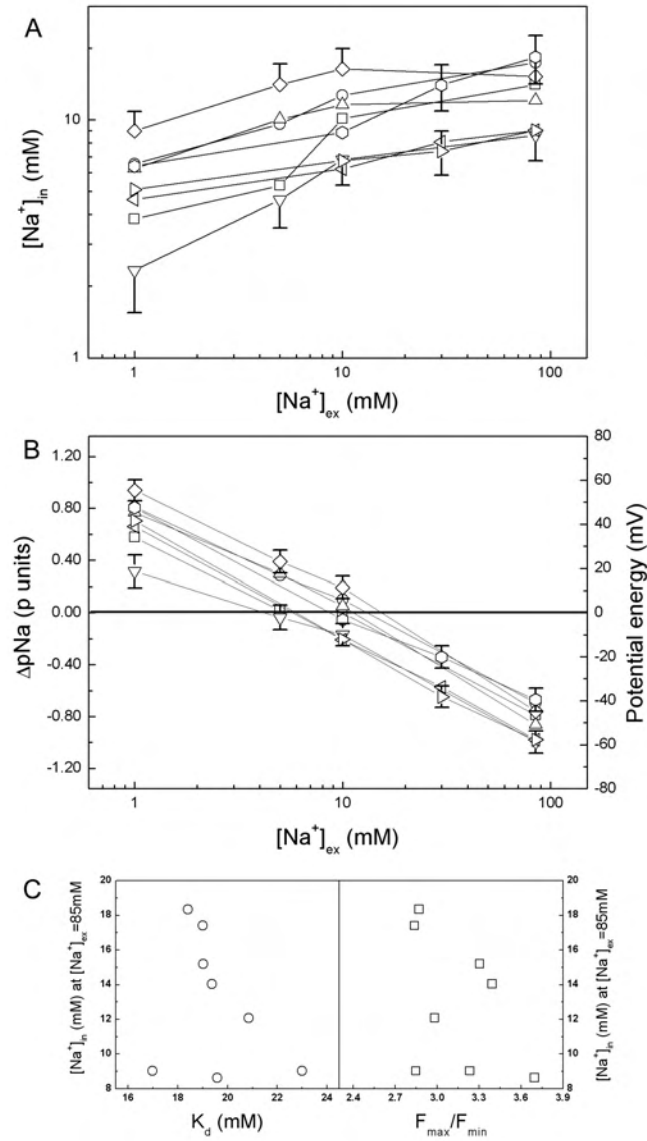 A
10
1
[Na⁺]in (mM)
1 10 100
[Na⁺]ex (mM)
B
1.20
0.80
0.40
0.00
-0.40
-0.80
-1.20
ΔpNa (p units)
80
60
40
20
0
-20
-40
-60
-80
Potential energy (mV)
1 10 100
[Na⁺]ex (mM)
C
20
18
16
14
12
10
8
[Na⁺]in (mM) at [Na⁺]ex=85mM
16 18 20 22 24
Kd (mM)
2.4 2.7 3.0 3.3 3.6 3.9
Fmax/Fmin
20
18
16
14
12
10
8
[Na⁺]in (mM) at [Na⁺]ex=85mM